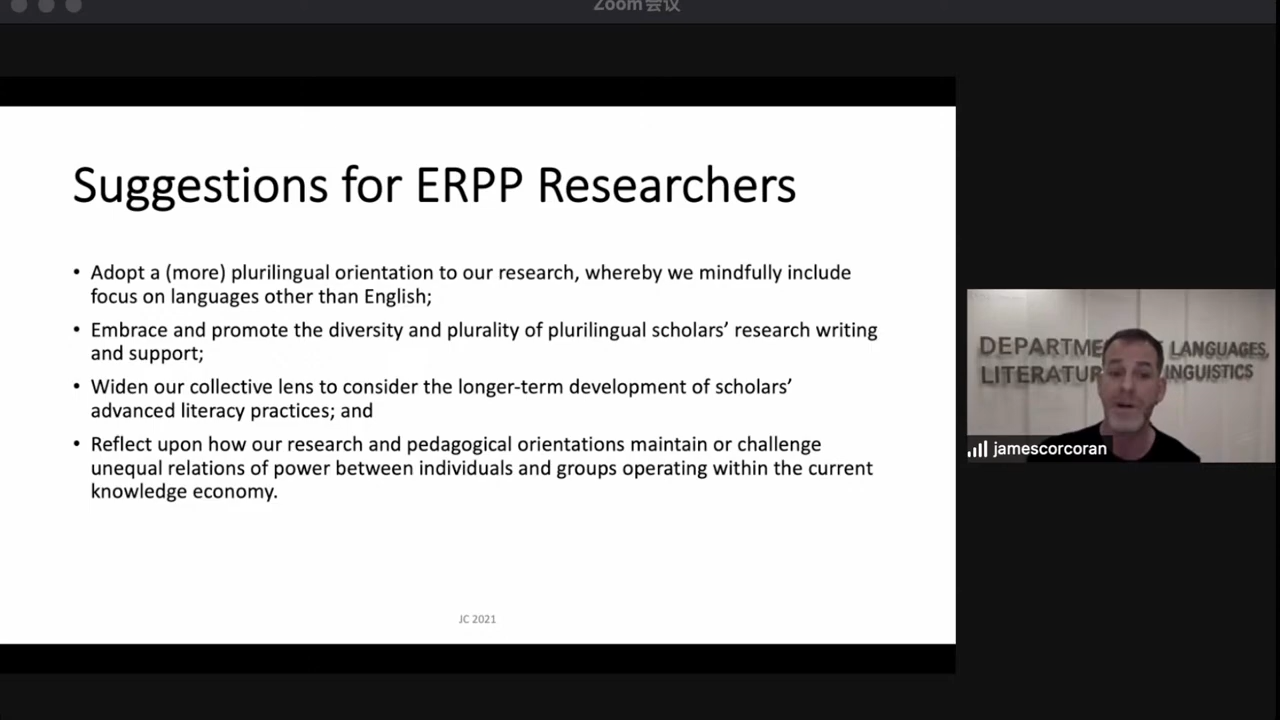 Zoom会议
Suggestions for ERPP Researchers
• Adopt a (more) plurilingual orientation to our research, whereby we mindfully include
focus on languages other than English;
• Embrace and promote the diversity and plurality of plurilingual scholars’ research writing
and support;
• Widen our collective lens to consider the longer-term development of scholars’
advanced literacy practices; and
• Reflect upon how our research and pedagogical orientations maintain or challenge
unequal relations of power between individuals and groups operating within the current
knowledge economy.
JC 2021
DEPARTME LANGUAGES,
LITERATUR INGUISTICS
jamescorcoran